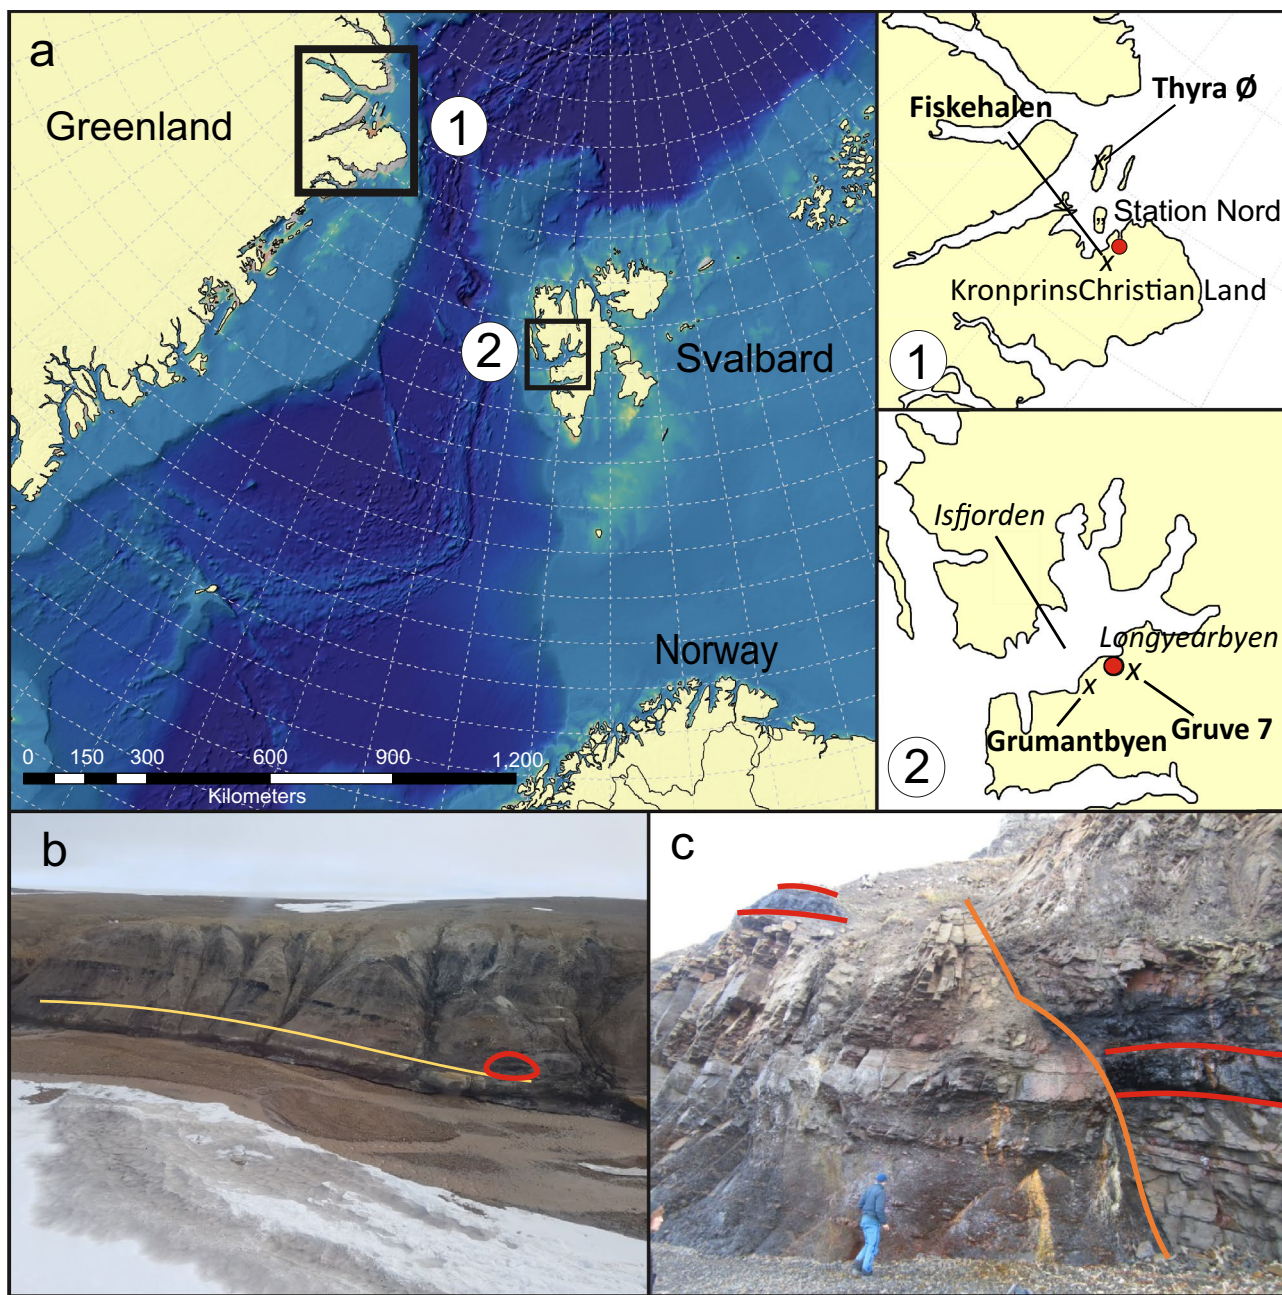 a
Greenland
1
2
Svalbard
Norway
0 150 300 600 900 1,200
Kilometers
Thyra Ø
Fiskehalen
x
Station Nord
x
KronprinsChristian Land
1
Isfjorden
Longyearbyen
x
x
Grumantbyen
Gruve 7
2
b
c